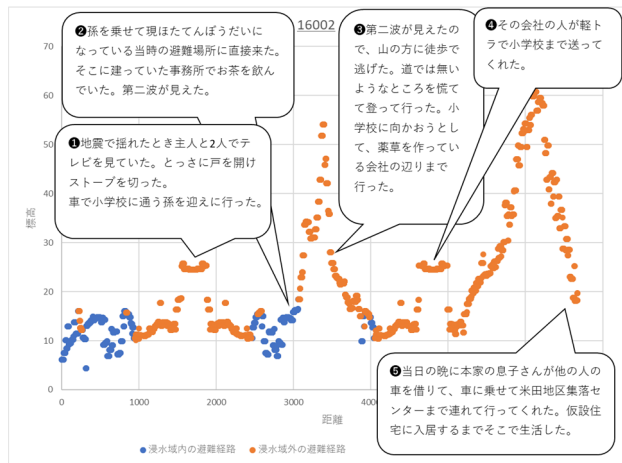 16002
❷孫を乗せて現ほたてんぼうだいに
なっている当時の避難場所に直接来た。
そこに建っていた事務所でお茶を飲ん
でいた。第二波が見えた。
❸第二波が見えたの
で、山の方に徒歩で
逃げた。道では無い
ようなところを慌て
て登って行った。小
学校に向かおうとし
て、薬草を作ってい
る会社の辺りまで
行った。
❹その会社の人が軽ト
ラで小学校まで送って
くれた。
❶地震で揺れたとき主人と2人でテ
レビを見ていた。とっさに戸を開け
ストーブを切った。
車で小学校に通う孫を迎えに行った。
❺当日の晩に本家の息子さんが他の人の
車を借りて、車に乗せて米田地区集落セ
ンターまで連れて行ってくれた。仮設住
宅に入居するまでそこで生活した。
標高
70
60
50
40
30
20
10
0
0
1000
2000
3000
距離
浸水域内の避難経路
浸水域外の避難経路